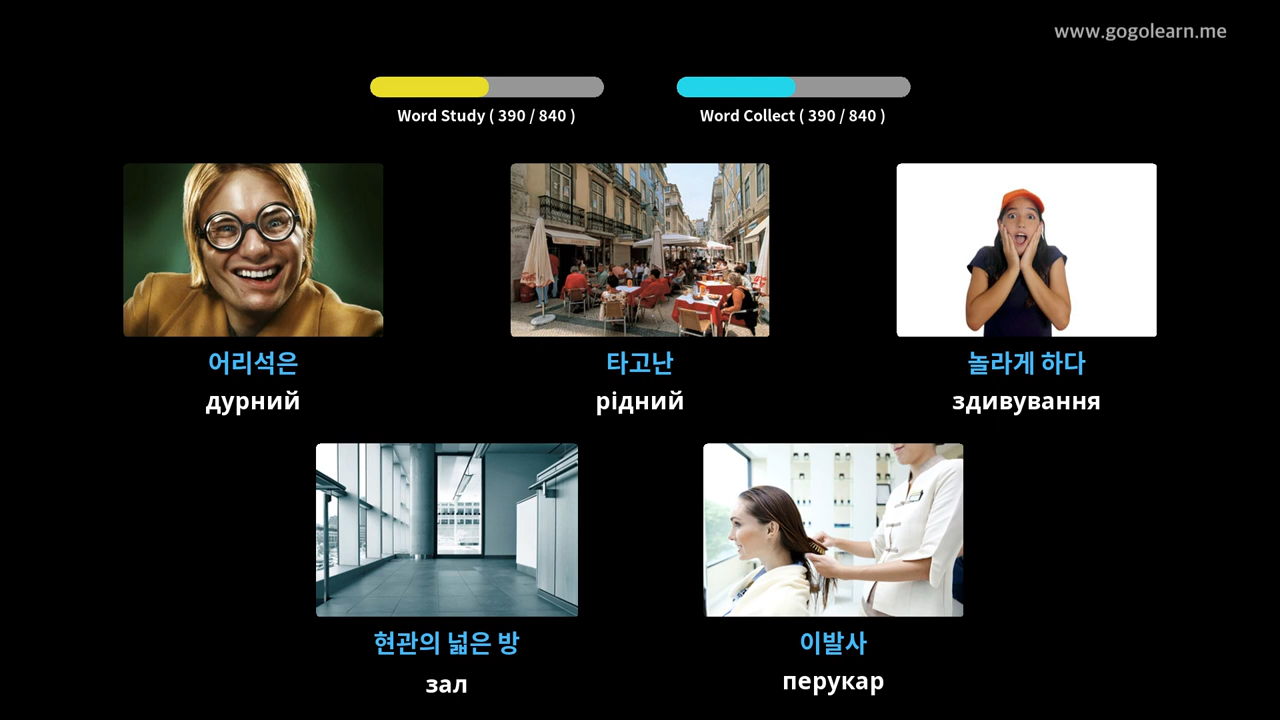 www.gogolearn.me
Word Study ( 390 / 840 )
Word Collect ( 390 / 840 )
어리석은
дурний
타고난
рідний
놀라게 하다
здивування
현관의 넓은 방
зал
이발사
перукар